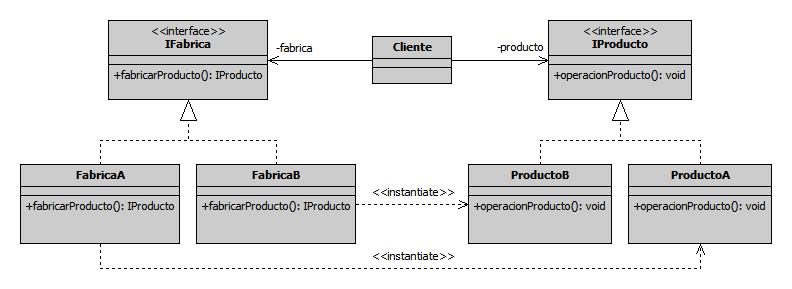 <<interface>>
IFabrica
+fabricarProducto(): IProducto
-fabrica
Cliente
-producto
<<interface>>
IProducto
+operacionProducto(): void
FabricaA
+fabricarProducto(): IProducto
FabricaB
+fabricarProducto(): IProducto
<<instantiate>>
ProductoB
+operacionProducto(): void
ProductoA
+operacionProducto(): void
<<instantiate>>